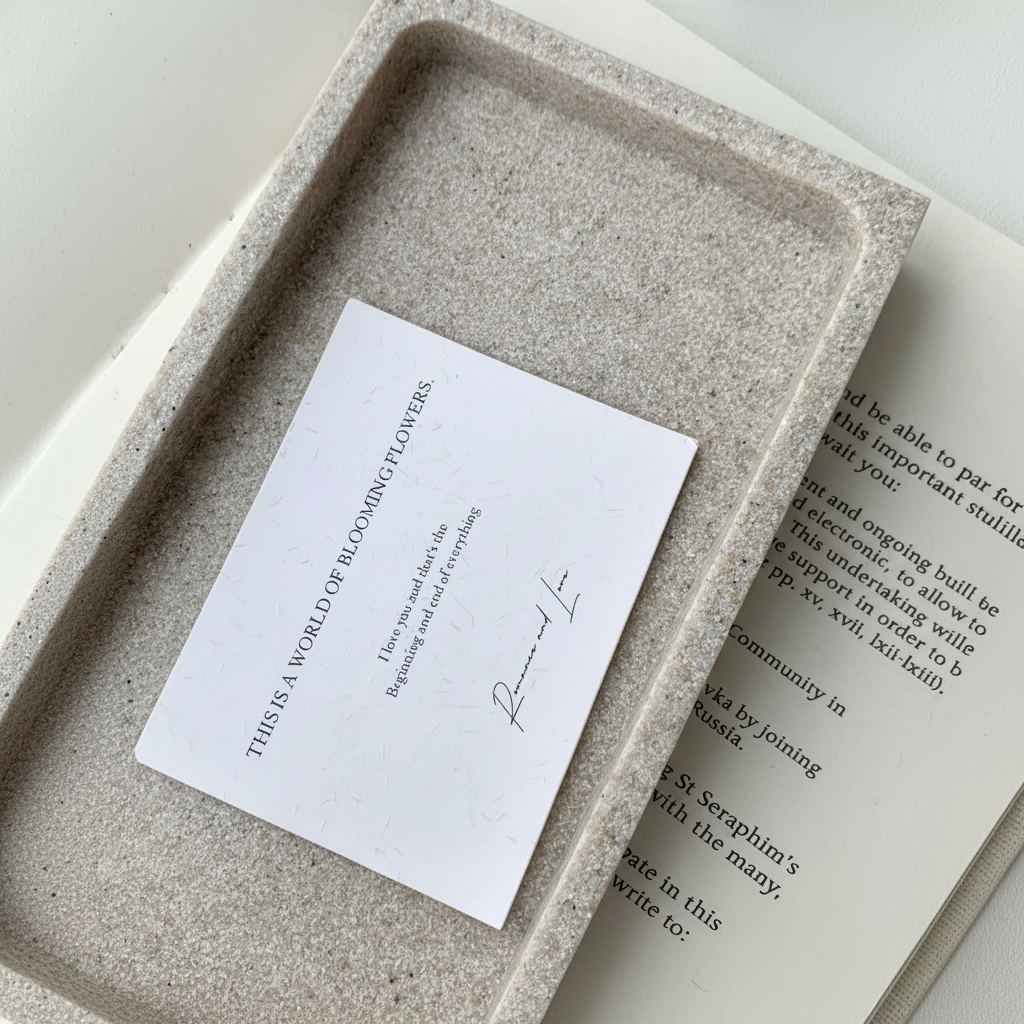 THIS IS A WORLD OF BLOOMING FLOWERS.
I love you and that's the
Beginning and end of everything
Romance and Love
nd be able to par for
this important stulille
wait you:
ent and ongoing builł be
d electronic, to allow to
This undertaking wille
ve support in order to b
pp. xv, xvii, lxii-lxiii).
Community in
vka by joining
Russia.
g St Seraphim's
with the many,
pate in this
write to: